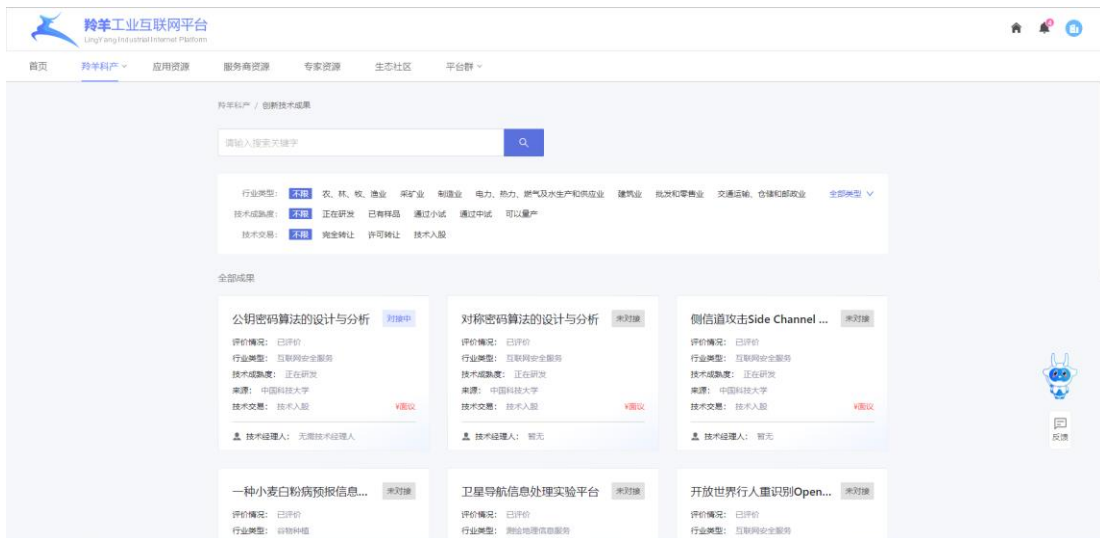 羚羊工业互联网平台
LingYang Industrial Internet Platform
4
首页 羚羊科产 应用资源 服务商资源 专家资源 生态社区 平台群
羚羊科产 / 创新技术成果
请输入搜索关键字
行业类型: 不限 农、林、牧、渔业 采矿业 制造业 电力、热力、燃气及水生产和供应业 建筑业 批发和零售业 交通运输、仓储和邮政业 全部类型
技术成熟度: 不限 正在研发 已有样品 通过小试 通过中试 可以量产
技术交易: 不限 完全转让 许可转让 技术入股
全部成果
公钥密码算法的设计与分析 对接中
评价情况: 已评价
行业类型: 互联网安全服务
技术成熟度: 正在研发
来源: 中国科技大学
技术交易: 技术入股 ¥面议
技术经理人: 无需技术经理人
对称密码算法的设计与分析 未对接
评价情况: 已评价
行业类型: 互联网安全服务
技术成熟度: 正在研发
来源: 中国科技大学
技术交易: 技术入股 ¥面议
技术经理人: 暂无
侧信道攻击Side Channel ... 未对接
评价情况: 已评价
行业类型: 互联网安全服务
技术成熟度: 正在研发
来源: 中国科技大学
技术交易: 技术入股 ¥面议
技术经理人: 暂无
一种小麦白粉病预报信息... 未对接
评价情况: 已评价
行业类型: 谷物种植
卫星导航信息处理实验平台 未对接
评价情况: 已评价
行业类型: 测绘地理信息服务
开放世界行人重识别Open... 未对接
评价情况: 已评价
行业类型: 互联网安全服务
反馈